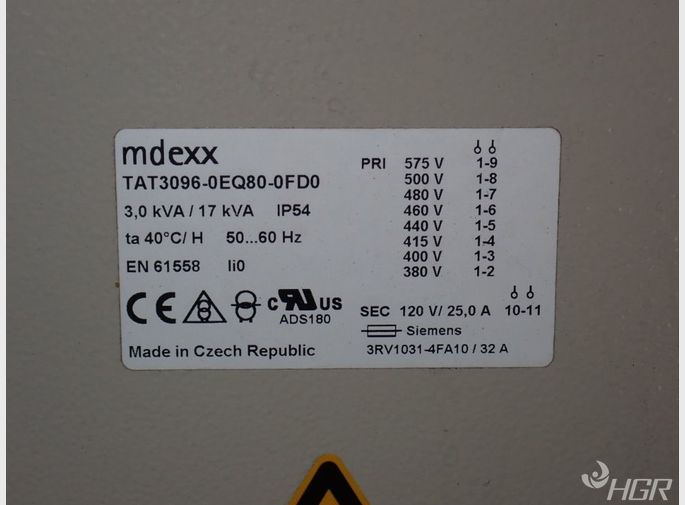 mdexx
TAT3096-0EQ80-0FD0
3,0 kVA / 17 kVA IP54
ta 40°C/ H 50...60 Hz
EN 61558 Ii0
CE c RU US
ADS180
Made in Czech Republic
PRI 575 V 1-9
500 V 1-8
480 V 1-7
460 V 1-6
440 V 1-5
415 V 1-4
400 V 1-3
380 V 1-2
SEC 120 V/ 25,0 A 10-11
Siemens
3RV1031-4FA10 / 32 A
HGR